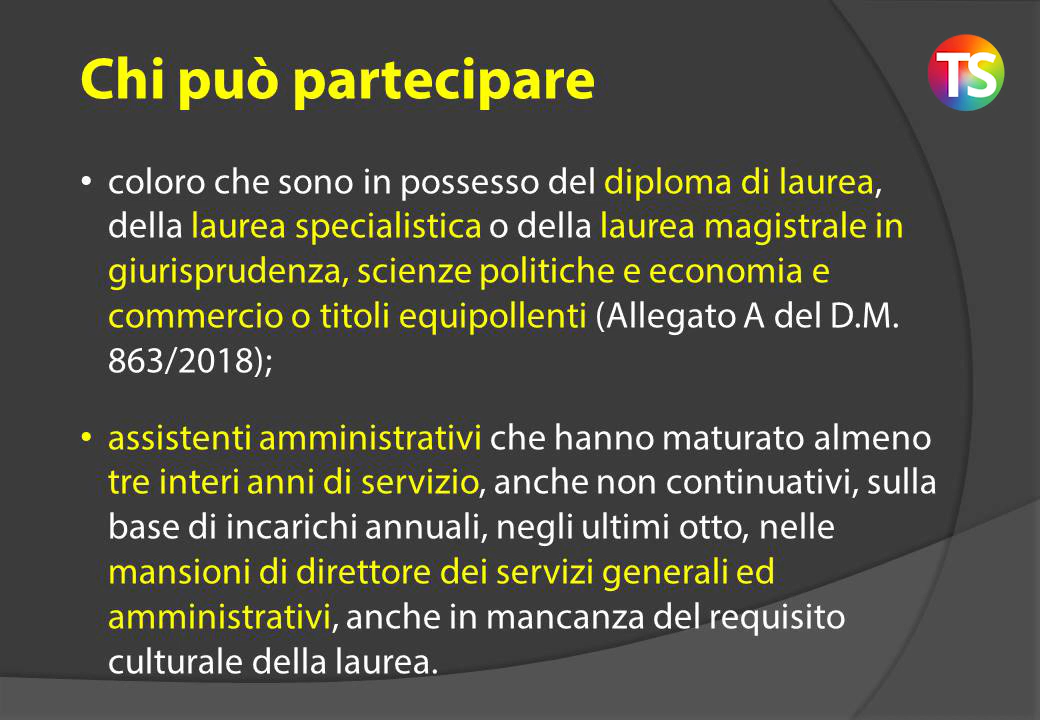 Chi può partecipare
TS
• coloro che sono in possesso del diploma di laurea,
della laurea specialistica o della laurea magistrale in
giurisprudenza, scienze politiche e economia e
commercio o titoli equipollenti (Allegato A del D.M.
863/2018);
• assistenti amministrativi che hanno maturato almeno
tre interi anni di servizio, anche non continuativi, sulla
base di incarichi annuali, negli ultimi otto, nelle
mansioni di direttore dei servizi generali ed
amministrativi, anche in mancanza del requisito
culturale della laurea.